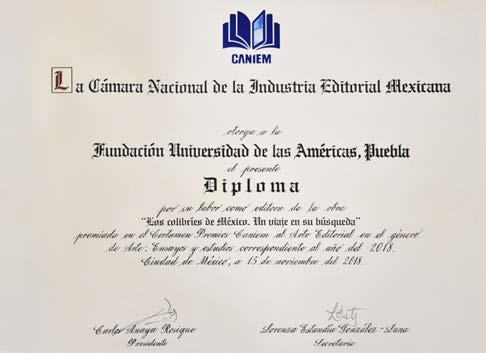 CANIEM
La Cámara Nacional de la Industria Editorial Mexicana
otorga a la
Fundación Universidad de las Américas, Puebla
el presente
Diploma
por su labor como editora de la obra
"Los colibríes de México. Un viaje en su búsqueda"
premiada en el Certamen Premios Caniem al Arte Editorial en el género
de Arte: Ensayos y estudios correspondiente al año del 2018.
Ciudad de México, a 15 de noviembre del 2018.
Carlos Anaya Rosique
Presidente
Lorenza Estandía González-Luna
Secretaria